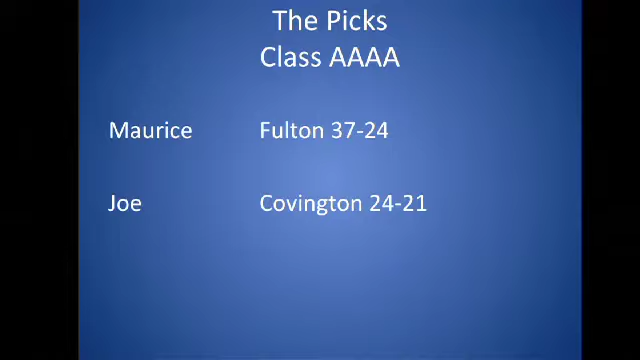 The Picks
Class AAAA
Maurice Fulton 37-24
Joe Covington 24-21